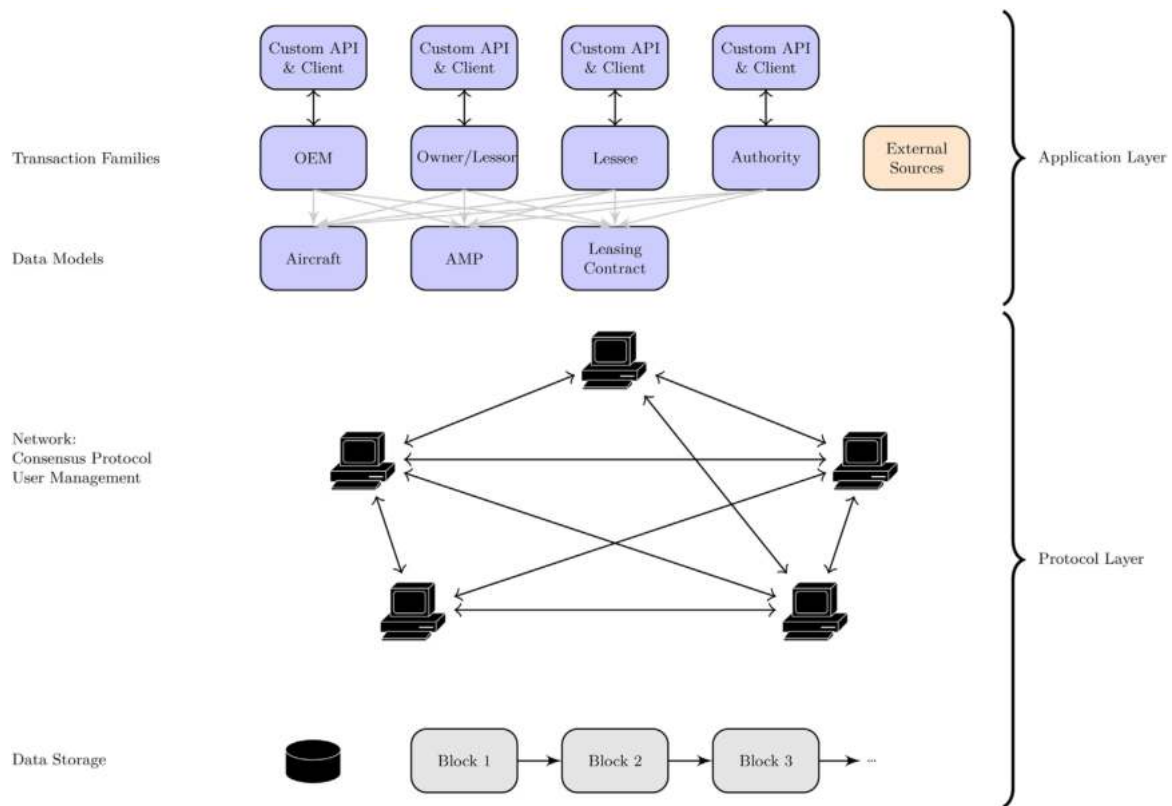 Custom API
& Client
Custom API
& Client
Custom API
& Client
Custom API
& Client
Transaction Families
OEM
Owner/Lessor
Lessee
Authority
External
Sources
Application Layer
Data Models
Aircraft
AMP
Leasing
Contract
Network:
Consensus Protocol
User Management
Protocol Layer
Data Storage
Block 1
Block 2
Block 3
...